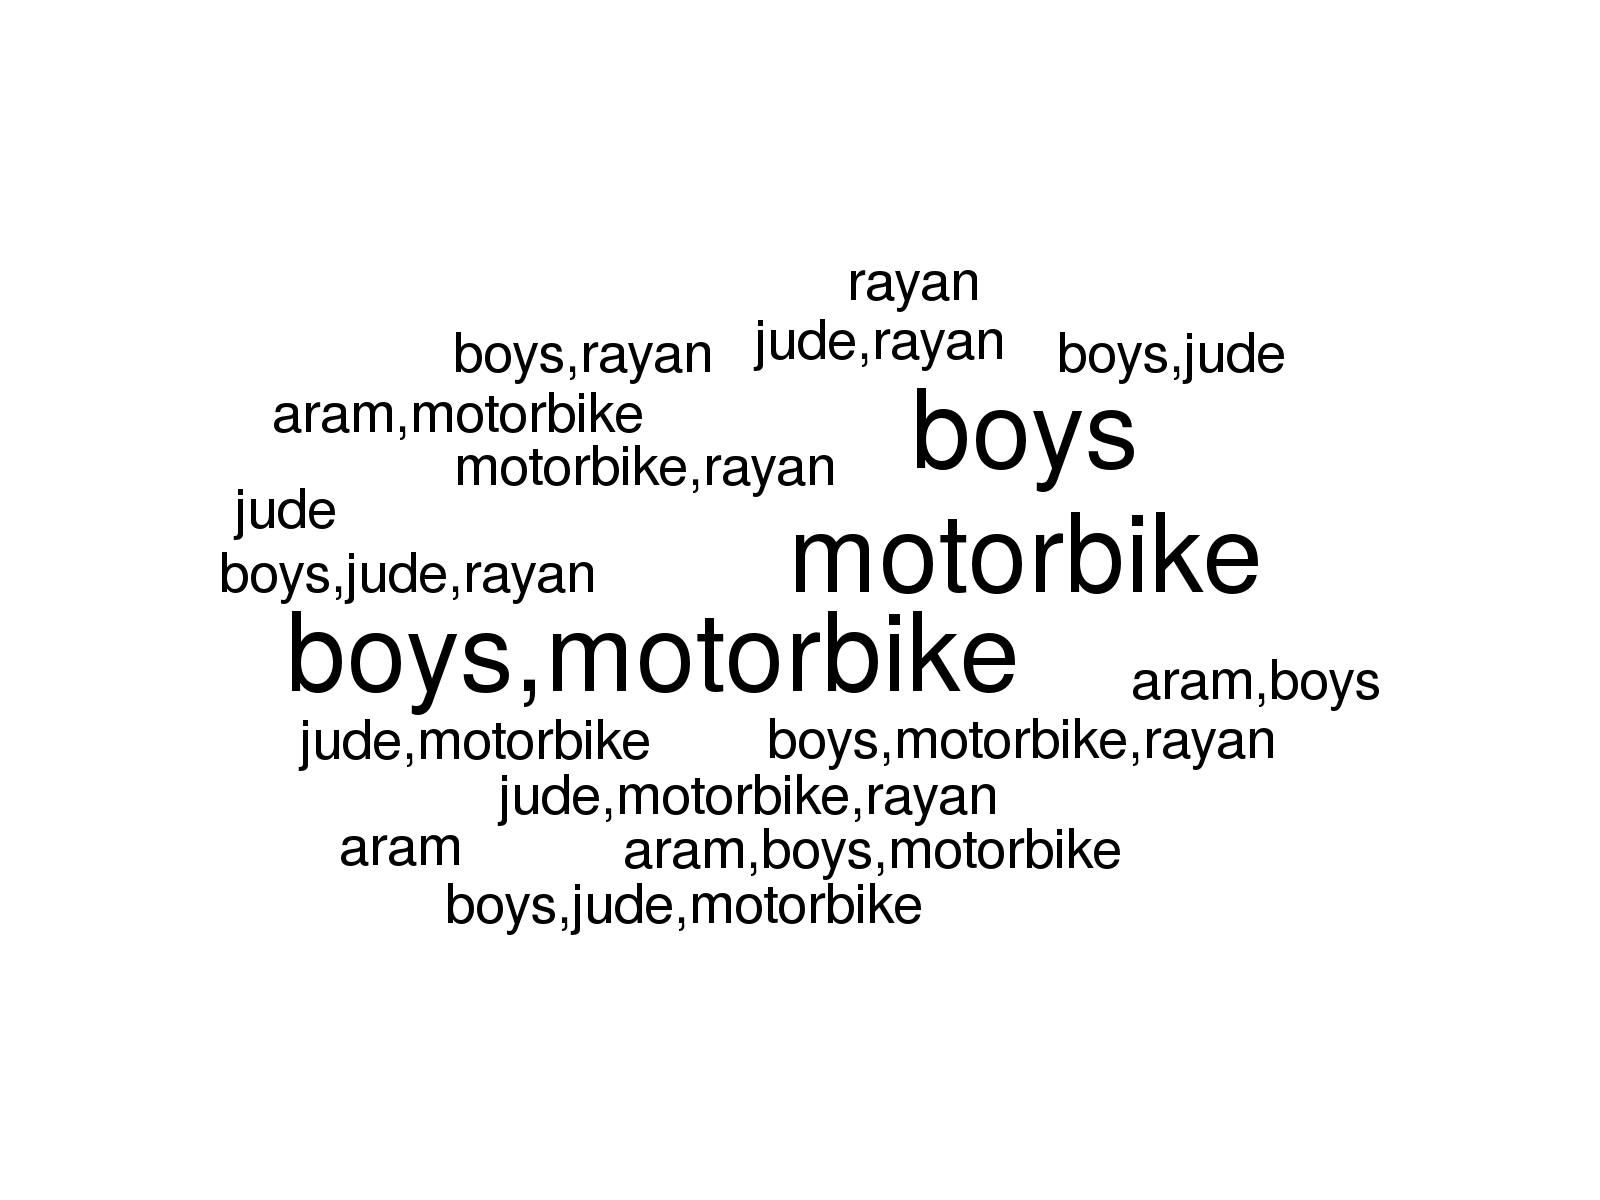 rayan
boys,rayan
jude,rayan
boys,jude
aram,motorbike
boys
motorbike,rayan
jude
motorbike
boys,jude,rayan
boys,motorbike
aram,boys
jude,motorbike
boys,motorbike,rayan
jude,motorbike,rayan
aram
aram,boys,motorbike
boys,jude,motorbike